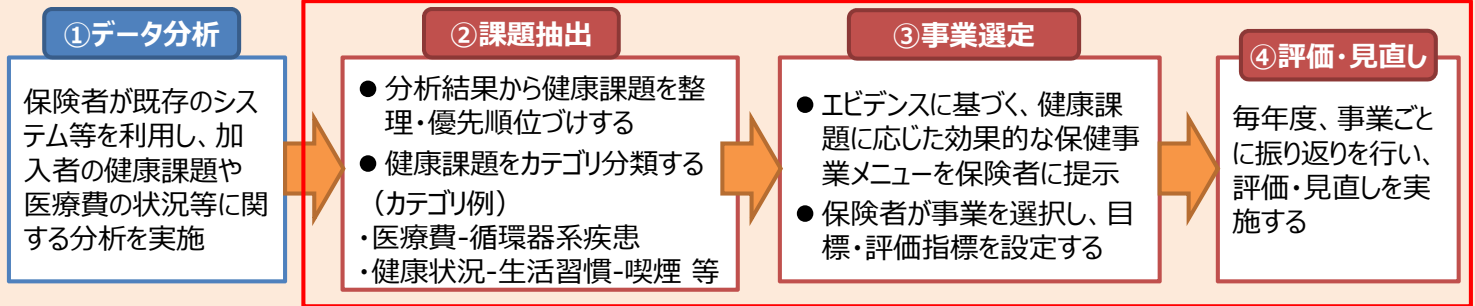 ①データ分析
保険者が既存のシス
テム等を利用し、加
入者の健康課題や
医療費の状況等に関
する分析を実施
②課題抽出
● 分析結果から健康課題を整
理・優先順位づけする
● 健康課題をカテゴリ分類する
（カテゴリ例）
・医療費-循環器系疾患
・健康状況-生活習慣-喫煙 等
③事業選定
● エビデンスに基づく、健康課
題に応じた効果的な保健事
業メニューを保険者に提示
● 保険者が事業を選択し、目
標・評価指標を設定する
④評価・見直し
毎年度、事業ごと
に振り返りを行い、
評価・見直しを実
施する